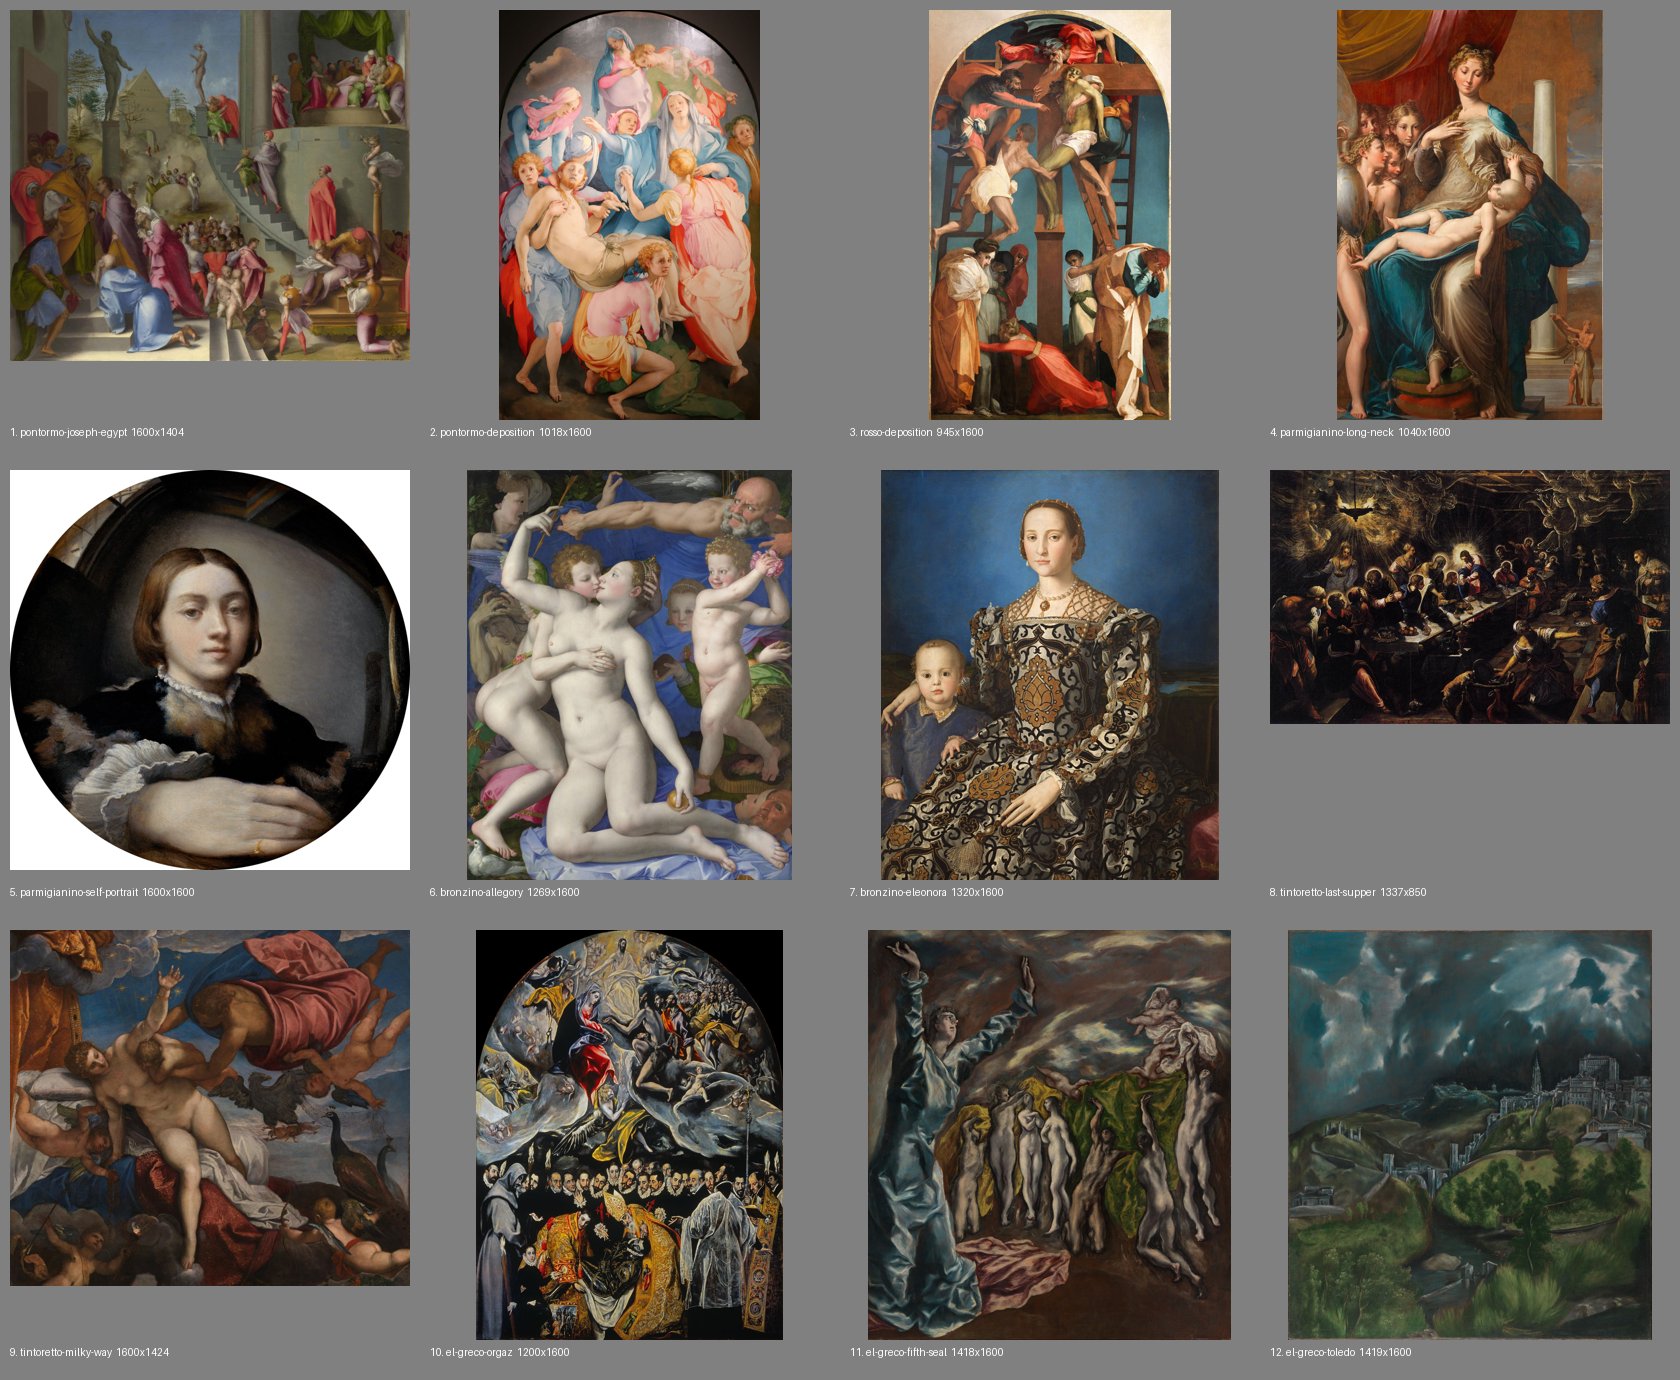 1. pontormo-joseph-egypt 1600x1404
2. pontormo-deposition 1018x1600
3. rosso-deposition 945x1600
4. parmigianino-long-neck 1040x1600
5. parmigianino-self-portrait 1600x1600
6. bronzino-allegory 1269x1600
7. bronzino-eleonora 1320x1600
8. tintoretto-last-supper 1337x850
9. tintoretto-milky-way 1600x1424
10. el-greco-orgaz 1200x1600
11. el-greco-fifth-seal 1418x1600
12. el-greco-toledo 1419x1600